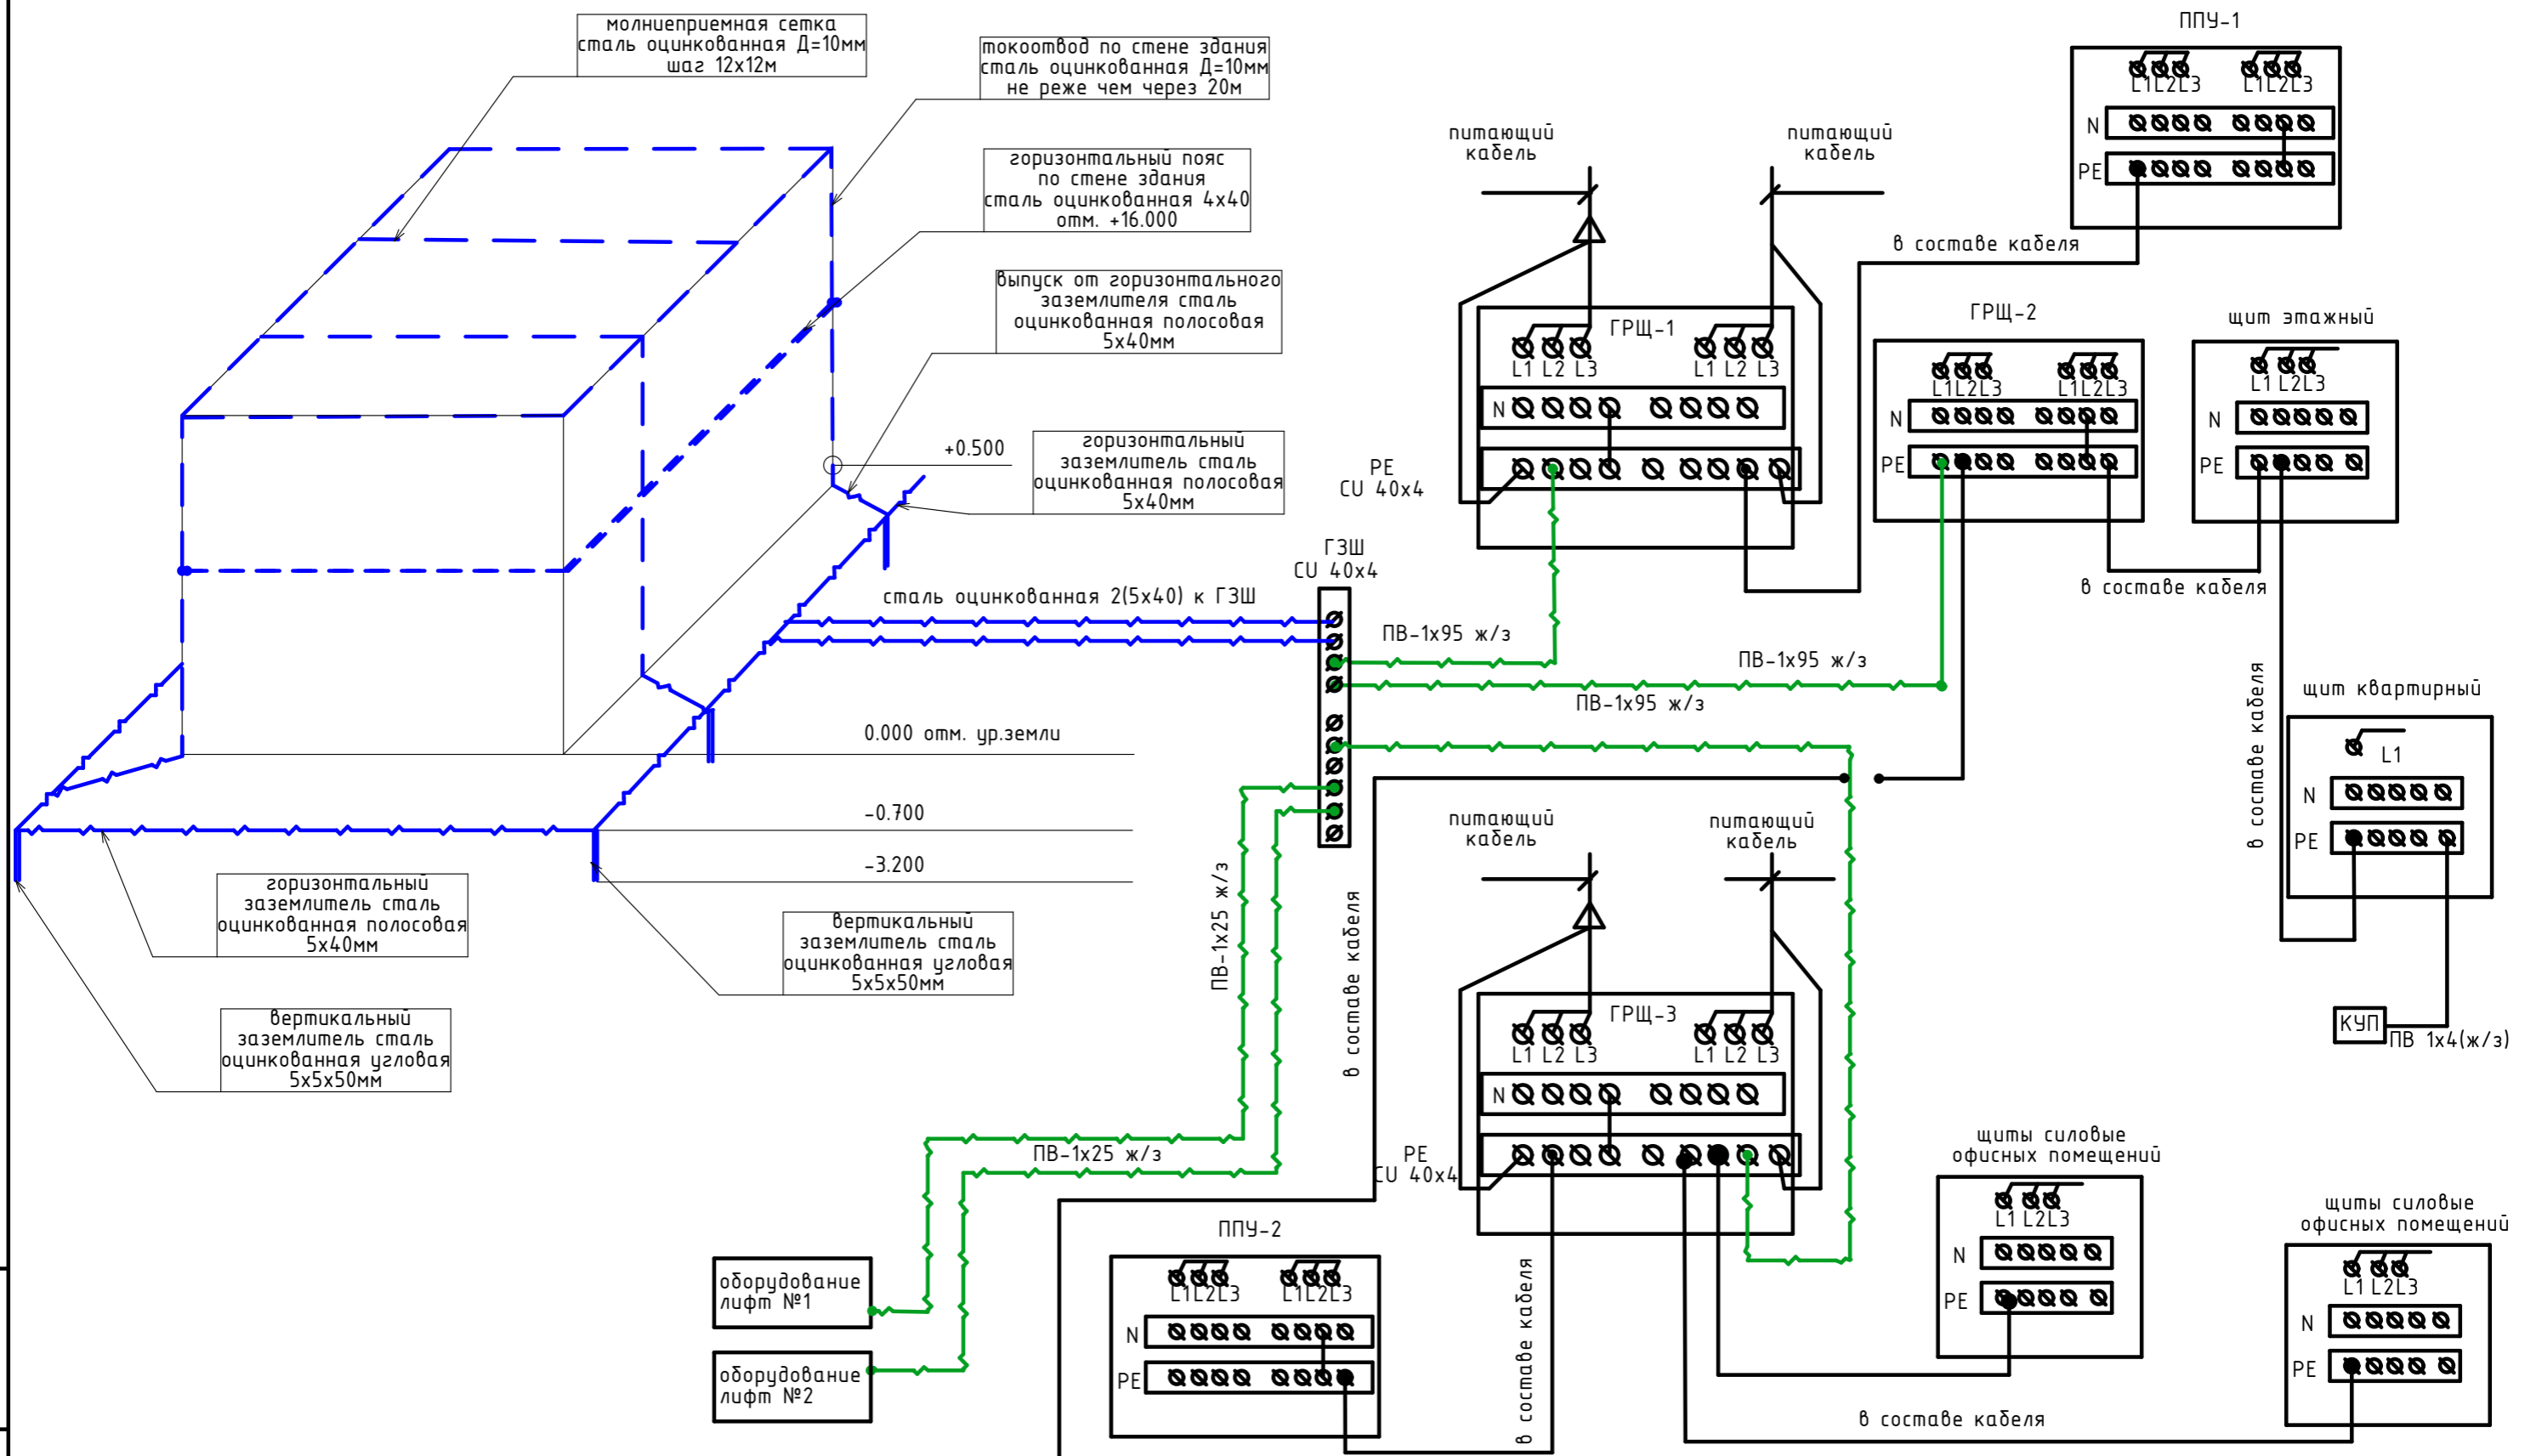 молниеприемная сетка
сталь оцинкованная Д=10мм
шаг 12х12м
токоотвод по стене здания
сталь оцинкованная Д=10мм
не реже чем через 20м
горизонтальный пояс
по стене здания
сталь оцинкованная 4х40
отм. +16.000
выпуск от горизонтального
заземлителя сталь
оцинкованная полосовая
5х40мм
+0.500
горизонтальный
заземлитель сталь
оцинкованная полосовая
5х40мм
сталь оцинкованная 2(5х40) к ГЗШ
0.000 отм. ур.земли
-0.700
-3.200
горизонтальный
заземлитель сталь
оцинкованная полосовая
5х40мм
вертикальный
заземлитель сталь
оцинкованная угловая
5х5х50мм
вертикальный
заземлитель сталь
оцинкованная угловая
5х5х50мм
ГЗШ
CU 40х4
ПВ-1х95 ж/з
ПВ-1х95 ж/з
ПВ-1х95 ж/з
ПВ-1х25 ж/з
ПВ-1х25 ж/з
в составе кабеля
оборудование
лифт №1
оборудование
лифт №2
питающий
кабель
питающий
кабель
ГРЩ-1
L1 L2 L3
L1 L2 L3
N
PE
CU 40х4
ППУ-1
L1L2L3
L1L2L3
N
PE
в составе кабеля
ГРЩ-2
L1L2L3
L1L2L3
N
PE
в составе кабеля
щит этажный
L1 L2L3
N
PE
в составе кабеля
щит квартирный
L1
N
PE
КУП
ПВ 1х4(ж/з)
питающий
кабель
питающий
кабель
ГРЩ-3
L1 L2 L3
L1 L2 L3
N
PE
CU 40х4
ППУ-2
L1L2L3
L1L2L3
N
PE
в составе кабеля
щиты силовые
офисных помещений
L1 L2L3
N
PE
щиты силовые
офисных помещений
L1 L2L3
N
PE
в составе кабеля